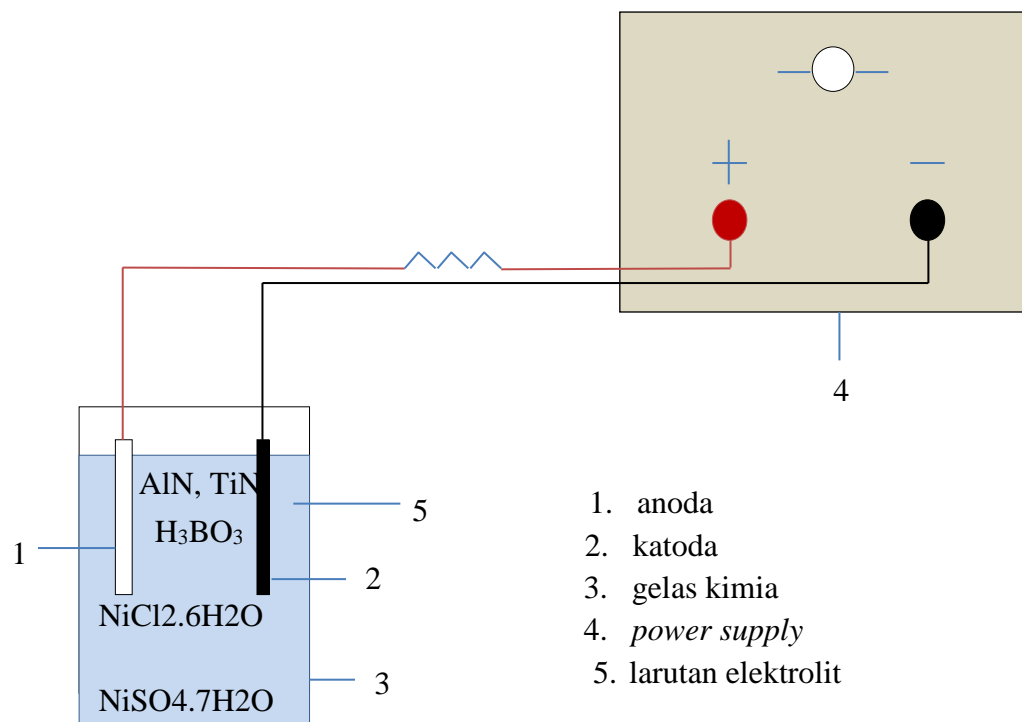 +
−
4
AlN, TiN
H₃BO₃
5
1
2
NiCl2.6H2O
3
NiSO4.7H2O
1. anoda
2. katoda
3. gelas kimia
4. power supply
5. larutan elektrolit